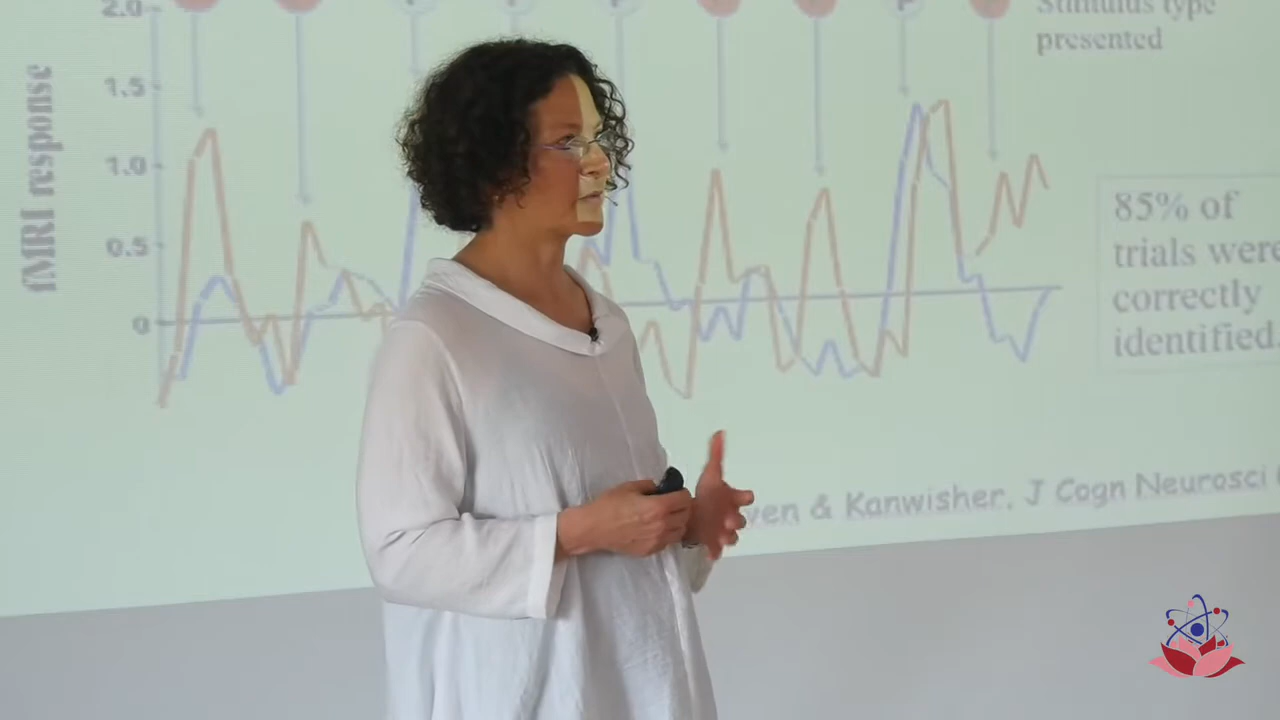 2.0
Stimulus type
presented
1.5
fMRI response
1.0
85% of
trials were
correctly
identified.
0.5
0
& Kanwisher, J Cogn Neurosci